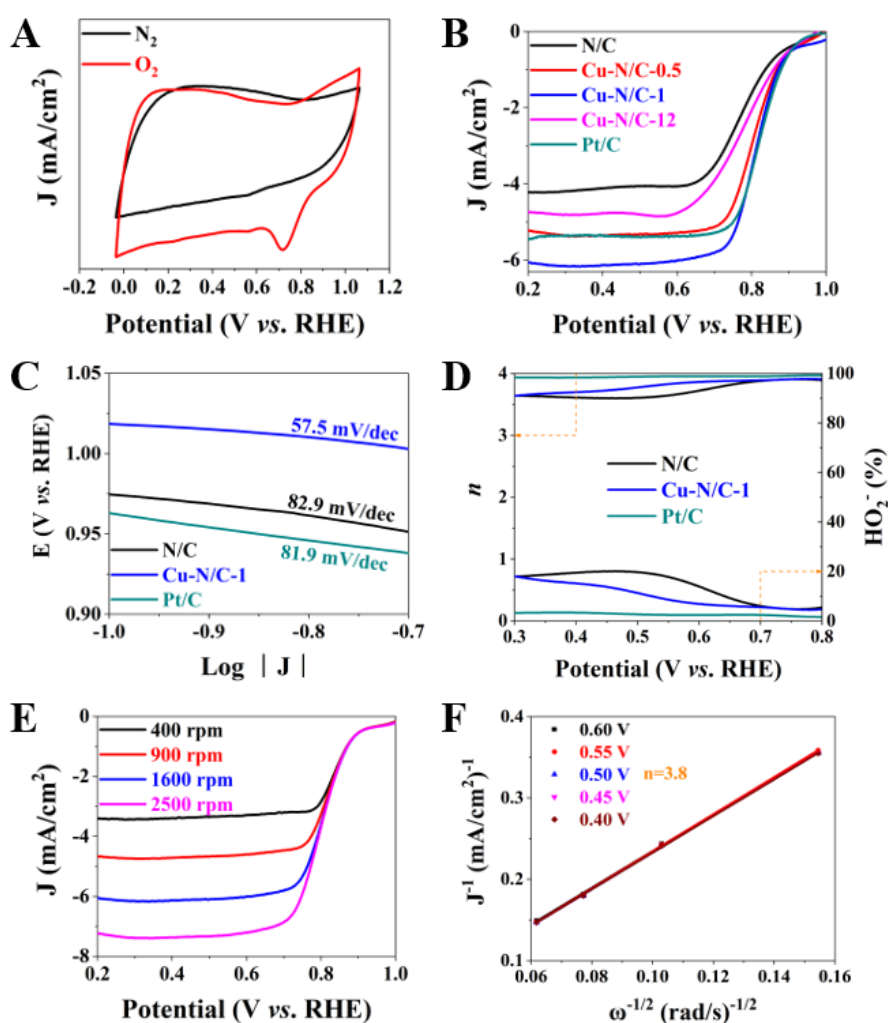 A
N₂
O₂
J (mA/cm²)
-0.2 0.0 0.2 0.4 0.6 0.8 1.0 1.2
Potential (V vs. RHE)
B
0
-2
-4
-6
J (mA/cm²)
N/C
Cu-N/C-0.5
Cu-N/C-1
Cu-N/C-12
Pt/C
0.2 0.4 0.6 0.8 1.0
Potential (V vs. RHE)
C
1.05
1.00
0.95
0.90
E (V vs. RHE)
57.5 mV/dec
82.9 mV/dec
81.9 mV/dec
N/C
Cu-N/C-1
Pt/C
-1.0 -0.9 -0.8 -0.7
Log | J |
D
4
3
2
1
0
n
N/C
Cu-N/C-1
Pt/C
100
80
60
40
20
0
HO₂⁻ (%)
0.3 0.4 0.5 0.6 0.7 0.8
Potential (V vs. RHE)
E
0
-2
-4
-6
-8
J (mA/cm²)
400 rpm
900 rpm
1600 rpm
2500 rpm
0.2 0.4 0.6 0.8 1.0
Potential (V vs. RHE)
F
0.4
0.3
0.2
0.1
J⁻¹ (mA/cm²)⁻¹
0.60 V
0.55 V
0.50 V n=3.8
0.45 V
0.40 V
0.06 0.08 0.10 0.12 0.14 0.16
ω⁻¹/² (rad/s)⁻¹/²